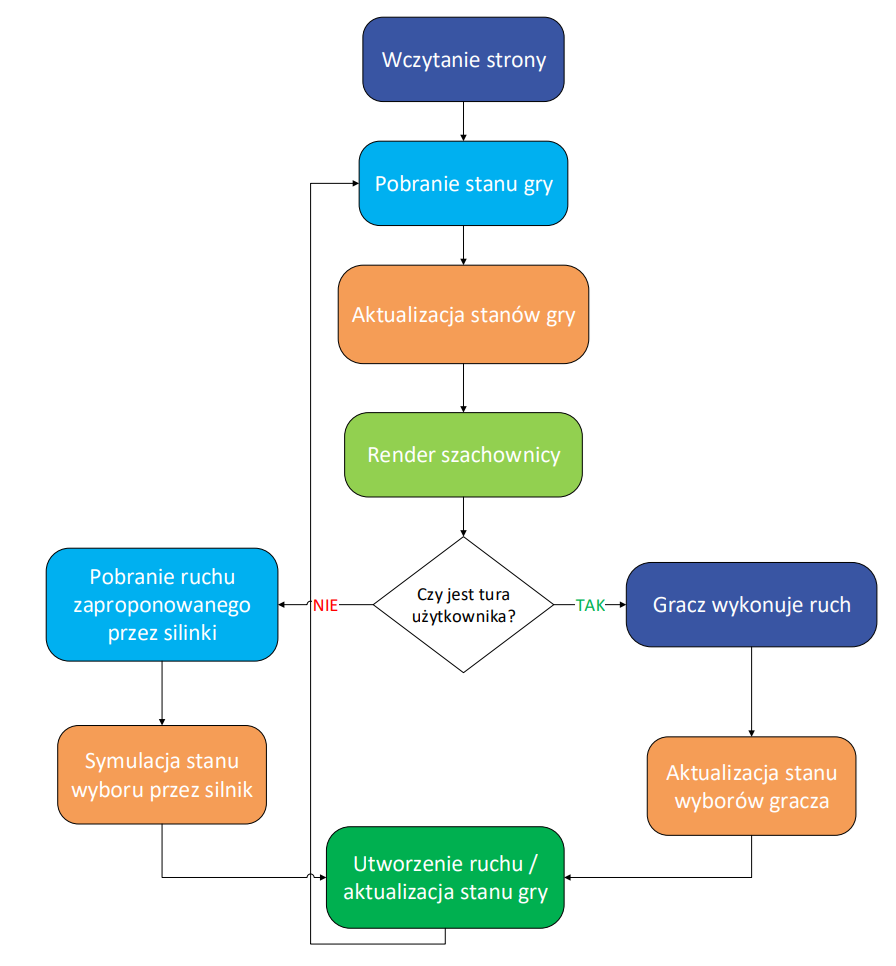 Wczytanie strony
Pobranie stanu gry
Aktualizacja stanów gry
Render szachownicy
Czy jest tura
użytkownika?
NIE
TAK
Pobranie ruchu
zaproponowanego
przez silinki
Gracz wykonuje ruch
Symulacja stanu
wyboru przez silnik
Aktualizacja stanu
wyborów gracza
Utworzenie ruchu /
aktualizacja stanu gry